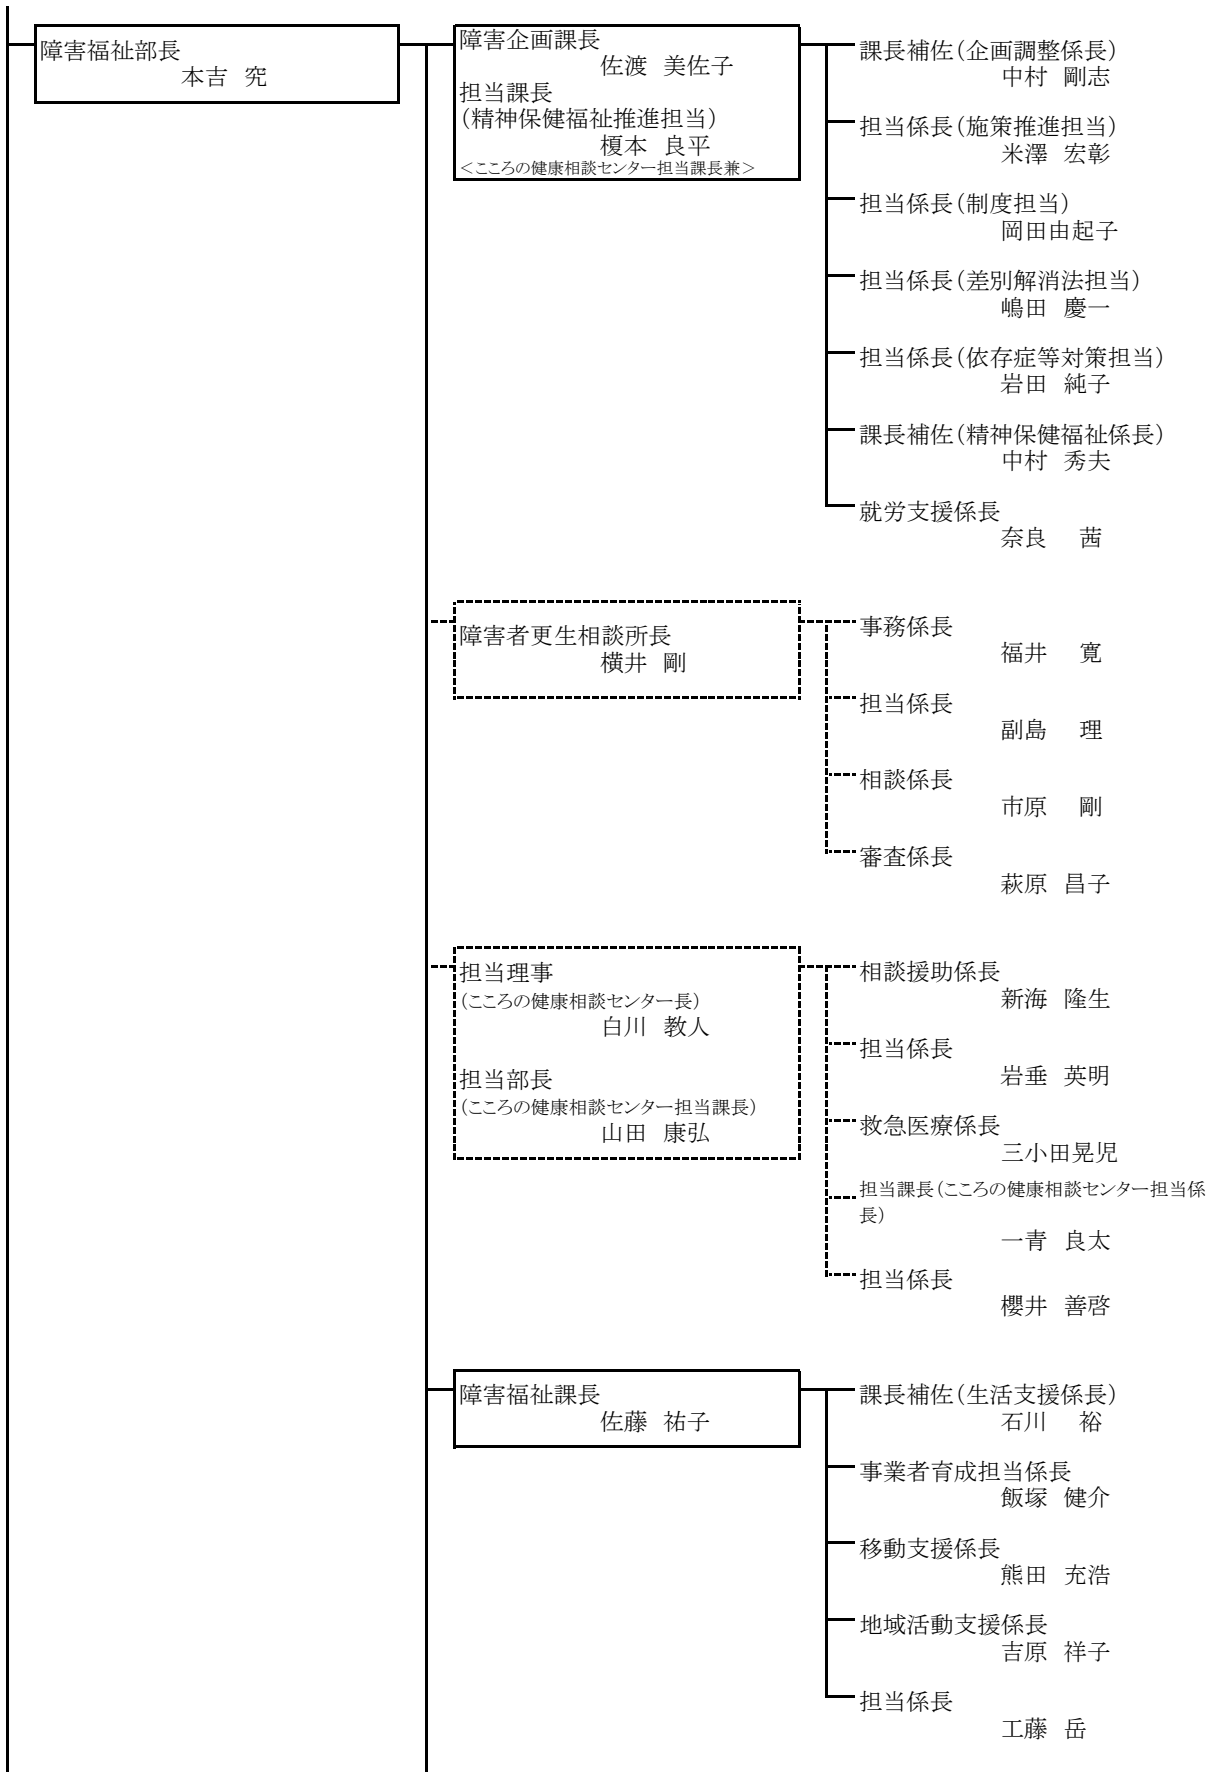 障害福祉部長
本吉 究
障害企画課長
佐渡 美佐子
担当課長
(精神保健福祉推進担当)
榎本 良平
<こころの健康相談センター担当課長兼>
課長補佐(企画調整係長)
中村 剛志
担当係長(施策推進担当)
米澤 宏彰
担当係長(制度担当)
岡田由起子
担当係長(差別解消法担当)
嶋田 慶一
担当係長(依存症等対策担当)
岩田 純子
課長補佐(精神保健福祉係長)
中村 秀夫
就労支援係長
奈良 茜
障害者更生相談所長
横井 剛
事務係長
福井 寛
担当係長
副島 理
相談係長
市原 剛
審査係長
萩原 昌子
担当理事
(こころの健康相談センター長)
白川 教人
担当部長
(こころの健康相談センター担当課長)
山田 康弘
相談援助係長
新海 隆生
担当係長
岩垂 英明
救急医療係長
三小田晃児
担当課長(こころの健康相談センター担当係
長)
一青 良太
担当係長
櫻井 善啓
障害福祉課長
佐藤 祐子
課長補佐(生活支援係長)
石川 裕
事業者育成担当係長
飯塚 健介
移動支援係長
熊田 充浩
地域活動支援係長
吉原 祥子
担当係長
工藤 岳